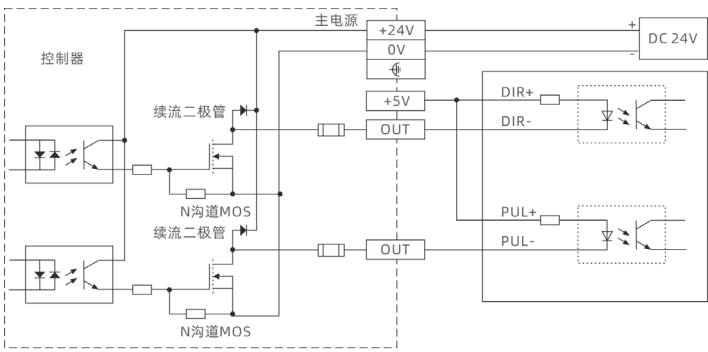 主电源
+24V
+
控制器
0V
DC 24V
-
续流二极管
+5V
DIR+
OUT
DIR-
N沟道MOS
续流二极管
PUL+
OUT
PUL-
N沟道MOS